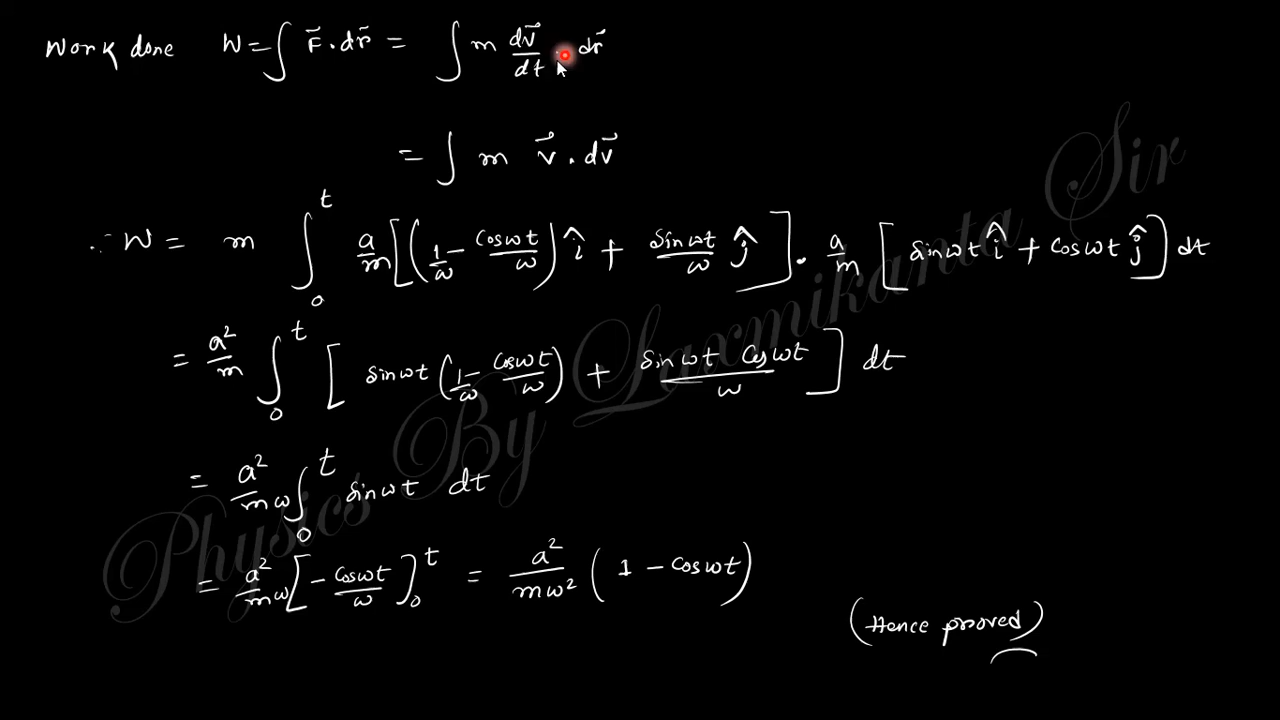 Work done W = ∫ F⃗ · dr⃗ = ∫ m dv⃗/dt · dr⃗
= ∫ m v⃗ · dv⃗
∴ W = m ∫₀ᵗ a/m [(1/ω - cosωt/ω) î + sinωt/ω ĵ] · a/m [sinωt î + cosωt ĵ] dt
= a²/m ∫₀ᵗ [ sinωt (1/ω - cosωt/ω) + sinωt cosωt/ω ] dt
= a²/mω ∫₀ᵗ sinωt dt
= a²/mω [- cosωt/ω]₀ᵗ = a²/mω² (1 - cosωt)
(Hence proved)
Physics By Laxmikanta Sir